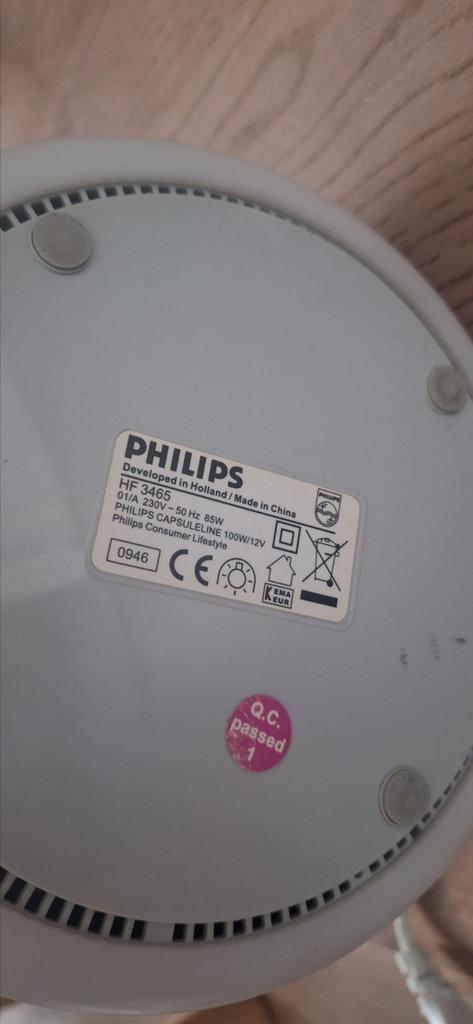 PHILIPS
Developed in Holland / Made in China
HF 3465
01/A 230V ~ 50 Hz 85W
PHILIPS CAPSULELINE 100W/12V
Philips Consumer Lifestyle
PHILIPS
0946
CE
KEMA
EUR
Q.C.
passed
1